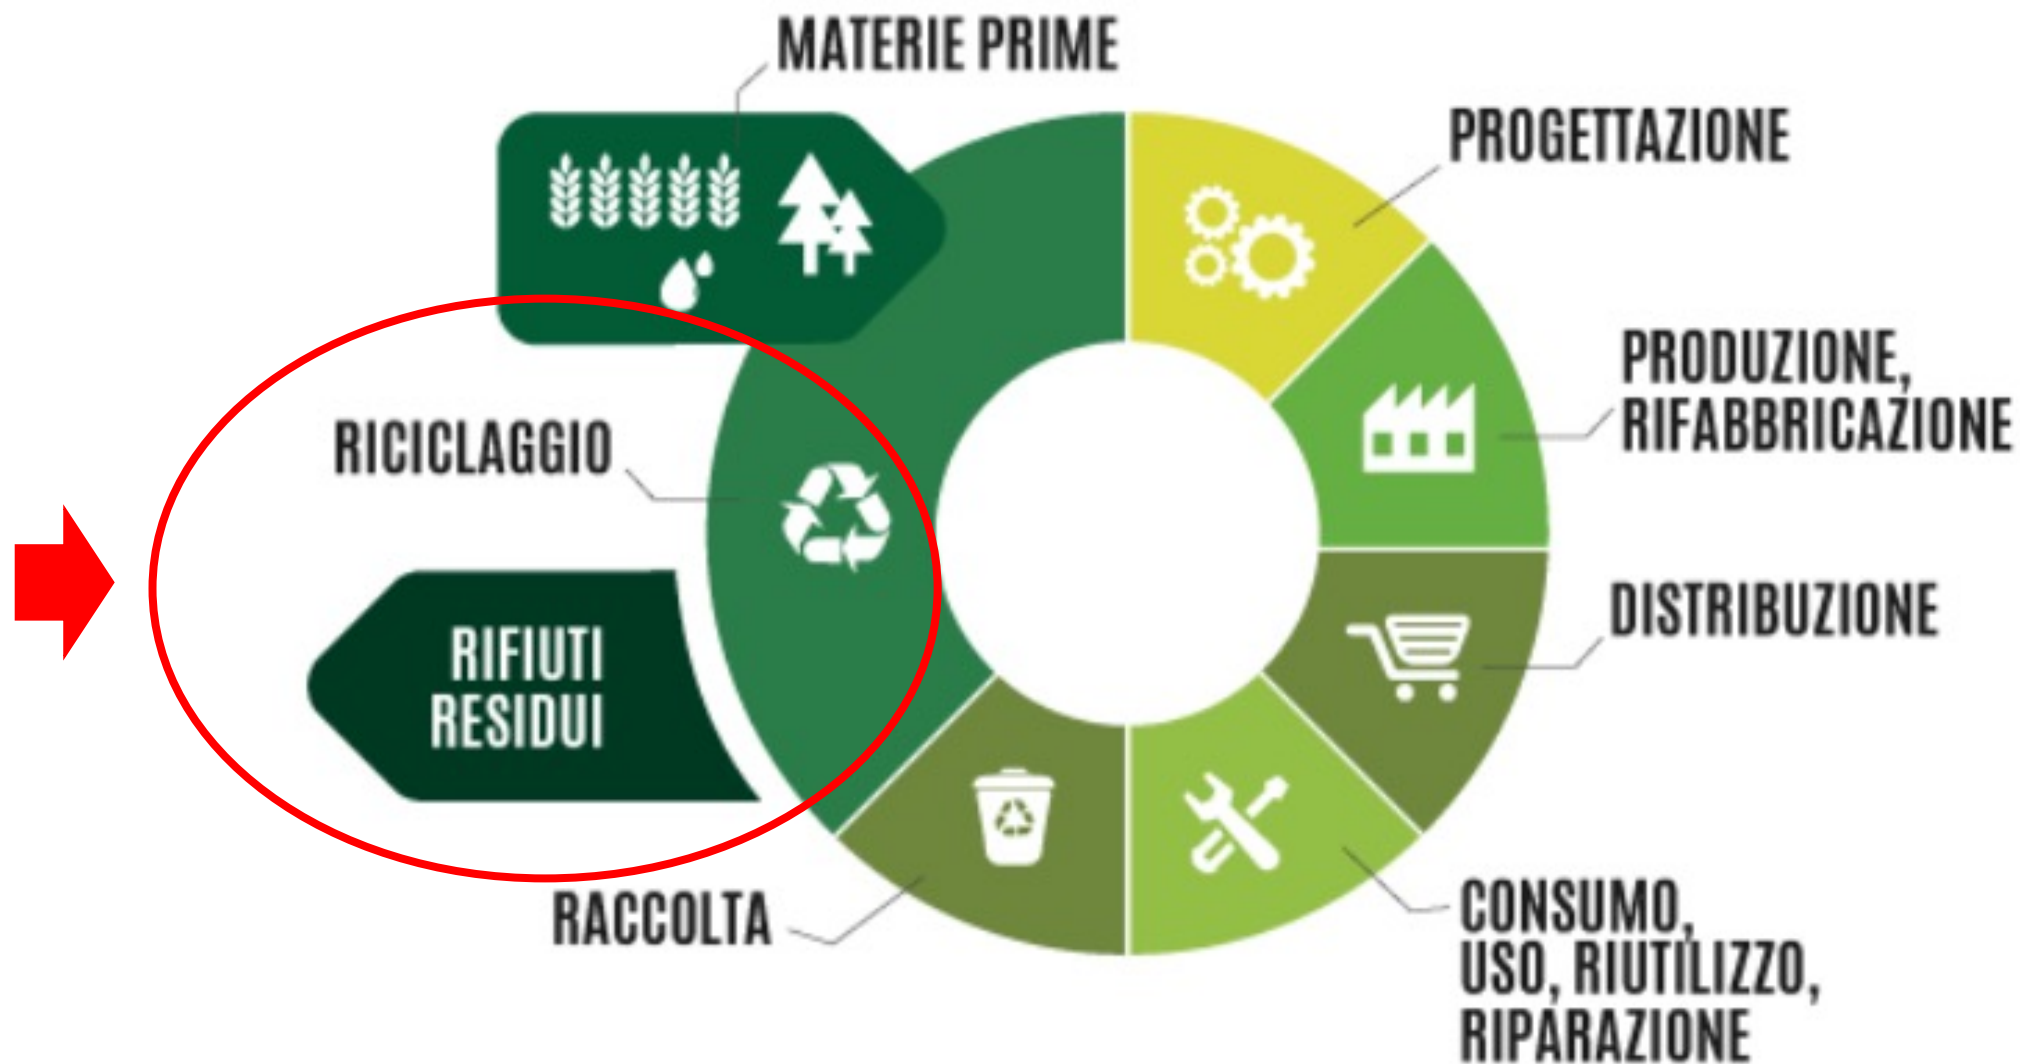 MATERIE PRIME
PROGETTAZIONE
PRODUZIONE,
RIFABBRICAZIONE
DISTRIBUZIONE
CONSUMO,
USO, RIUTILIZZO,
RIPARAZIONE
RACCOLTA
RIFIUTI
RESIDUI
RICICLAGGIO